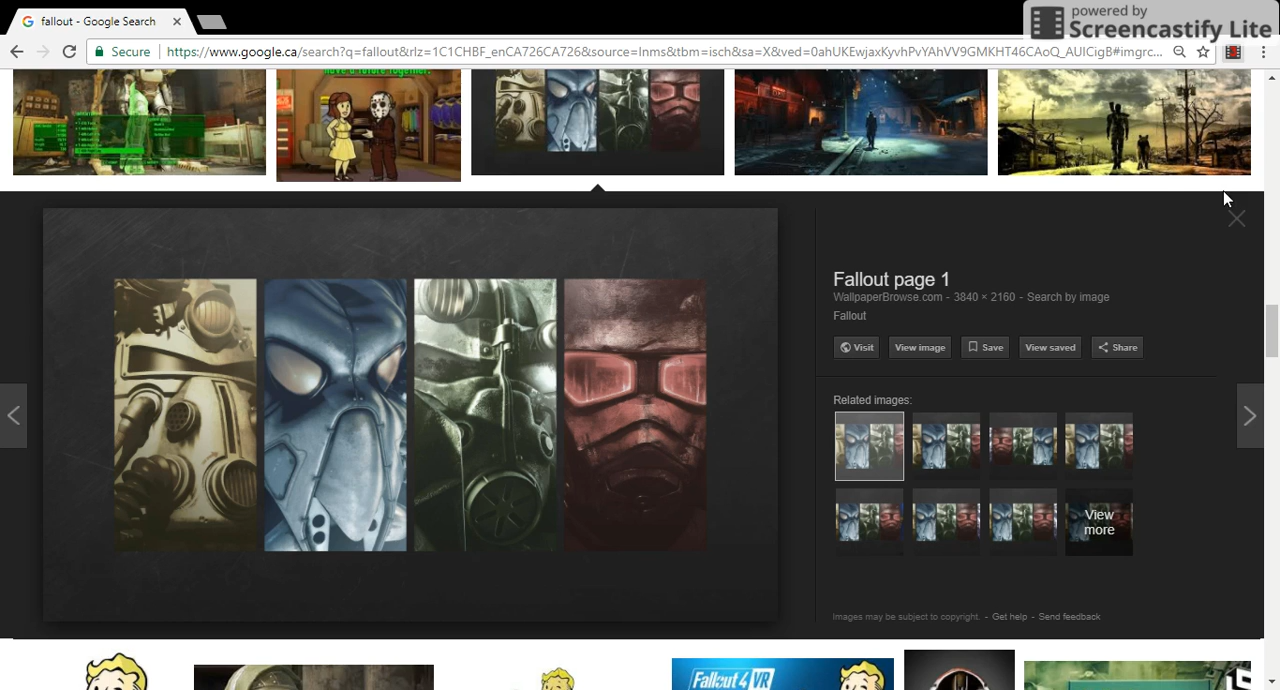 fallout - Google Search
powered by
Screencastify Lite
Secure
https://www.google.ca/search?q=fallout&rlz=1C1CHBF_enCA726CA726&source=lnms&tbm=isch&sa=X&ved=0ahUKEwjaxKyvhPvYAhVV9GMKHT46CAoQ_AUICigB#imgrc...
Have a future together.
Fallout page 1
WallpaperBrowse.com - 3840 × 2160 - Search by image
Fallout
Visit
View image
Save
View saved
Share
Related images:
View
more
Images may be subject to copyright. - Get help - Send feedback
Fallout 4 VR